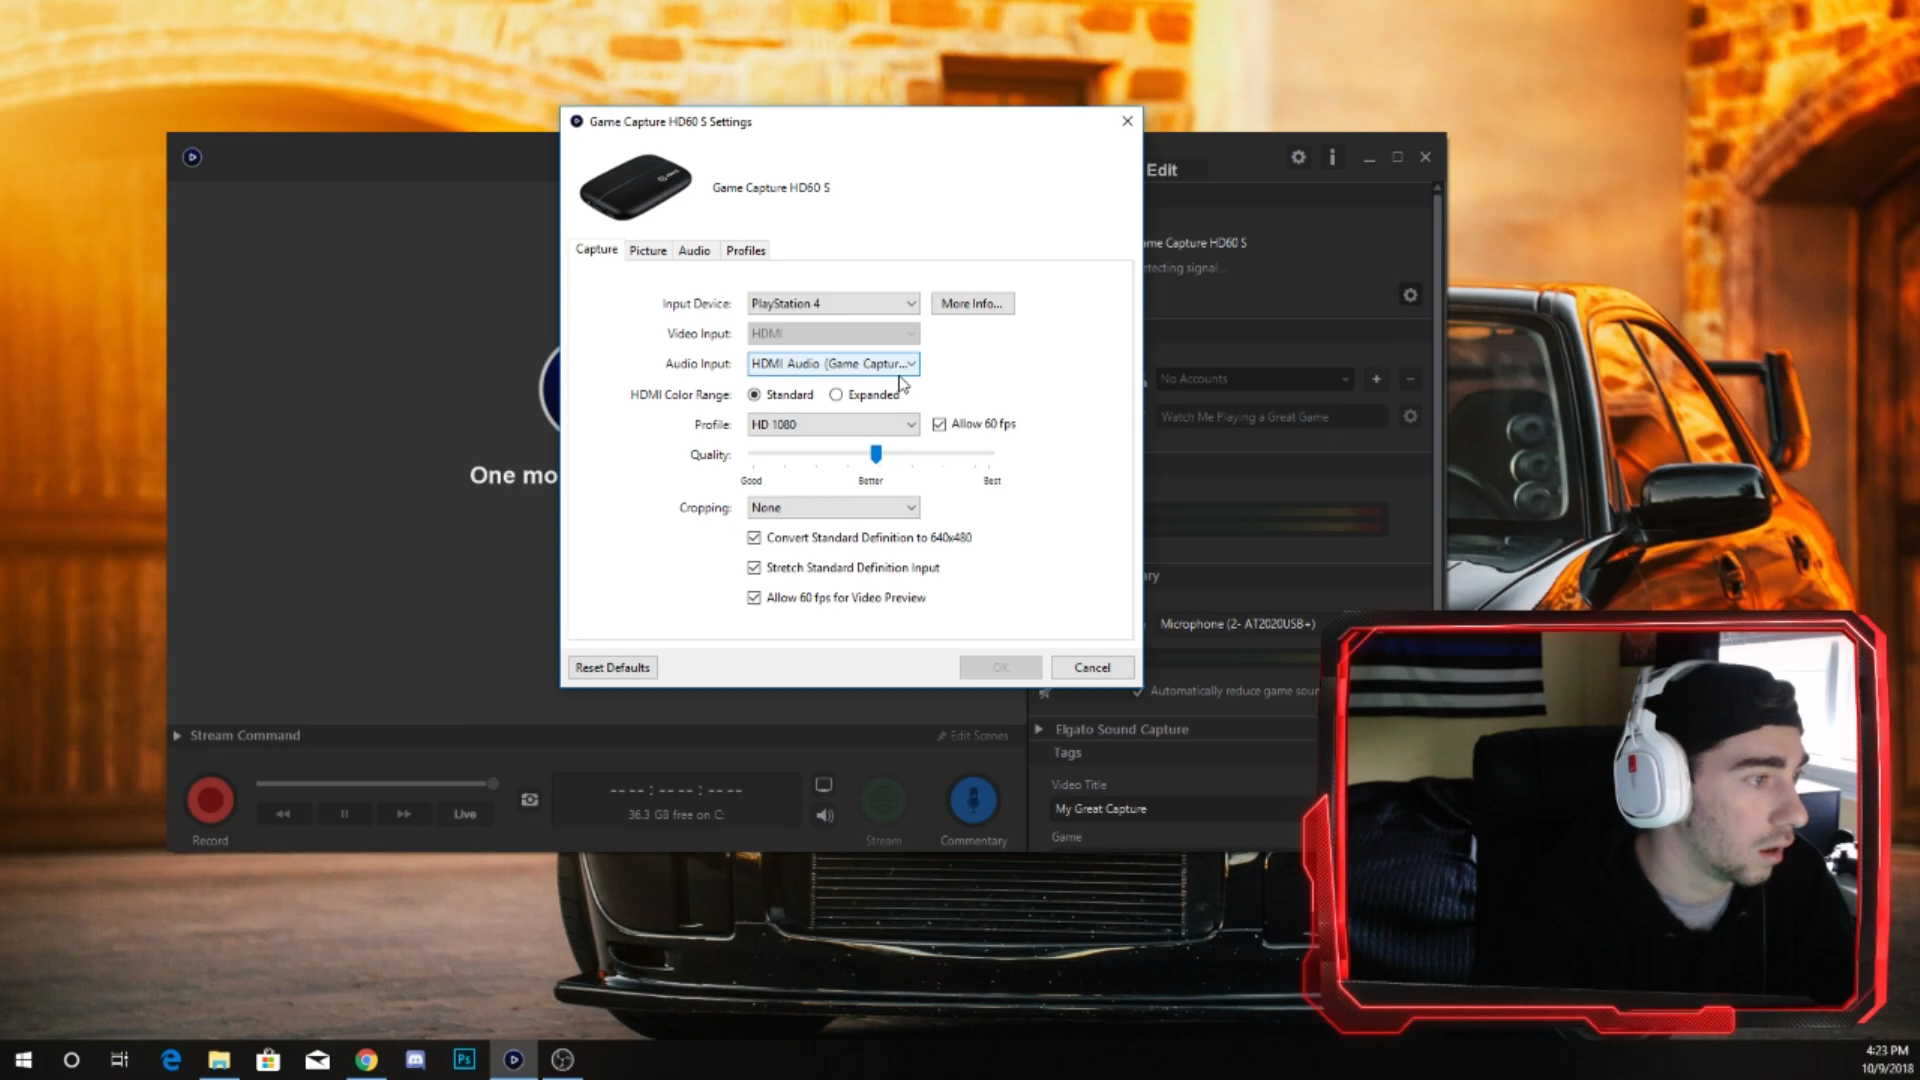 Game Capture HD60 S Settings
Game Capture HD60 S
Capture Picture Audio Profiles
Input Device: PlayStation 4 More Info...
Video Input: HDMI
Audio Input: HDMI Audio (Game Captur...
HDMI Color Range: Standard Expanded
Profile: HD 1080 Allow 60 fps
Quality:
Good Better Best
Cropping: None
Convert Standard Definition to 640x480
Stretch Standard Definition Input
Allow 60 fps for Video Preview
Reset Defaults OK Cancel
Edit
me Capture HD60 S
tecting signal...
No Accounts
Watch Me Playing a Great Game
One mo
ry
Microphone (2- AT2020USB+)
Automatically reduce game soun
Stream Command
Edit Scenes
Elgato Sound Capture
Tags
Video Title
My Great Capture
Game
-- -- : -- -- : -- --
36.3 GB free on C:
Live
Record
Stream
Commentary
Ps
4:23 PM
10/9/2018